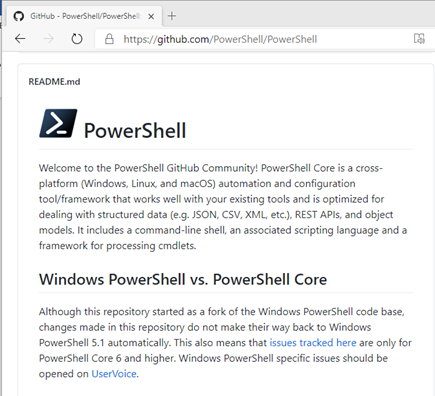 GitHub - PowerShell/PowerShell
https://github.com/PowerShell/PowerShell
README.md
PowerShell
Welcome to the PowerShell GitHub Community! PowerShell Core is a cross-
platform (Windows, Linux, and macOS) automation and configuration
tool/framework that works well with your existing tools and is optimized for
dealing with structured data (e.g. JSON, CSV, XML, etc.), REST APIs, and object
models. It includes a command-line shell, an associated scripting language and a
framework for processing cmdlets.
Windows PowerShell vs. PowerShell Core
Although this repository started as a fork of the Windows PowerShell code base,
changes made in this repository do not make their way back to Windows
PowerShell 5.1 automatically. This also means that issues tracked here are only for
PowerShell Core 6 and higher. Windows PowerShell specific issues should be
opened on UserVoice.